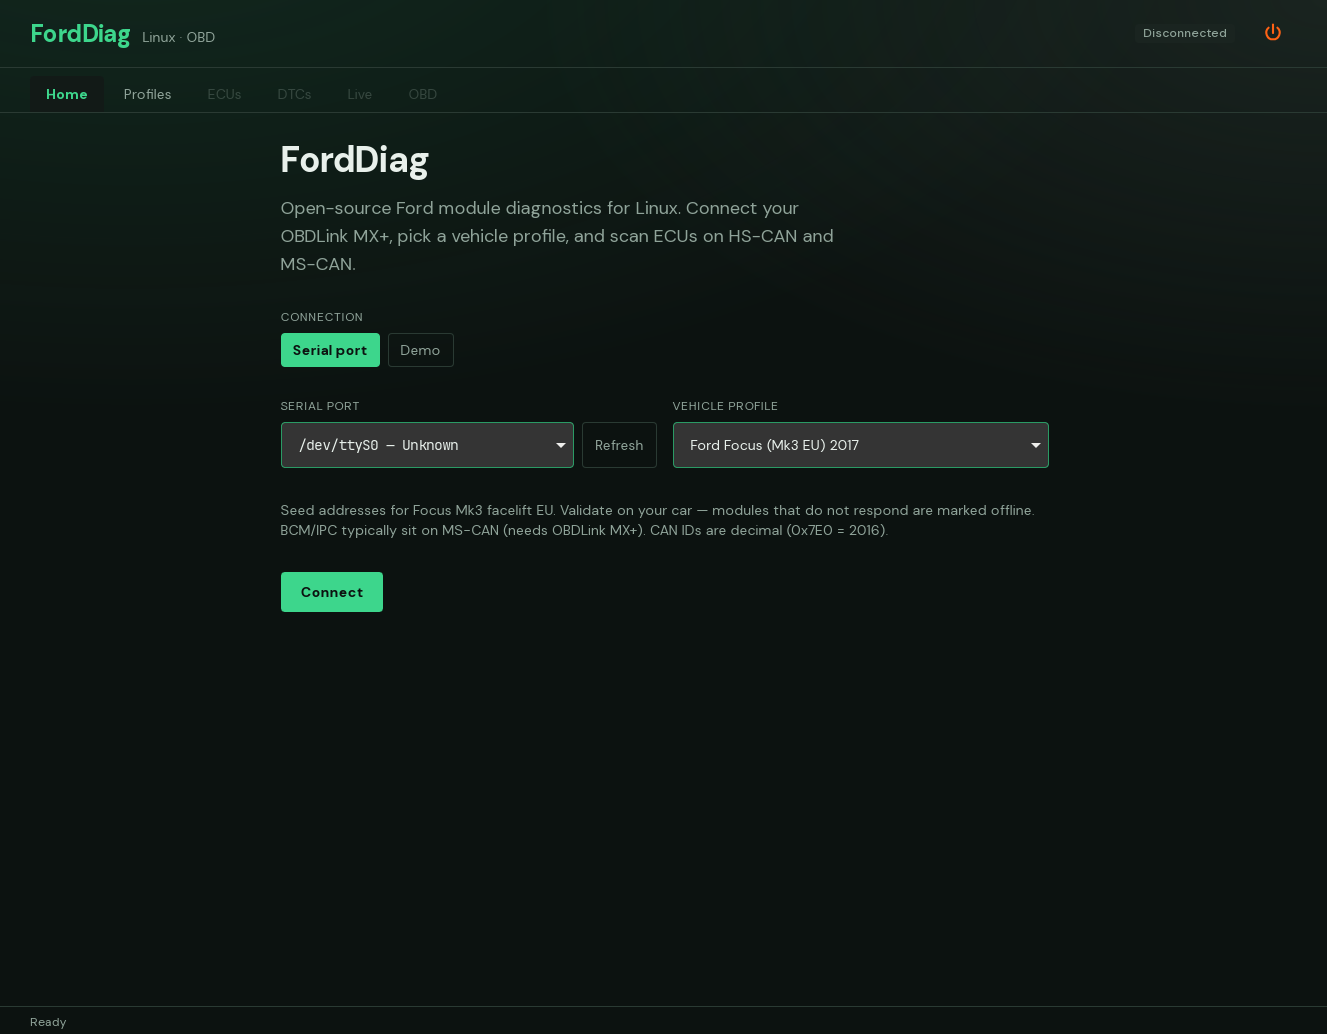 FordDiag Linux · OBD
Disconnected
Home Profiles ECUs DTCs Live OBD
FordDiag
Open-source Ford module diagnostics for Linux. Connect your
OBDLink MX+, pick a vehicle profile, and scan ECUs on HS-CAN and
MS-CAN.
CONNECTION
Serial port Demo
SERIAL PORT
/dev/ttyS0 — Unknown
Refresh
VEHICLE PROFILE
Ford Focus (Mk3 EU) 2017
Seed addresses for Focus Mk3 facelift EU. Validate on your car — modules that do not respond are marked offline.
BCM/IPC typically sit on MS-CAN (needs OBDLink MX+). CAN IDs are decimal (0x7E0 = 2016).
Connect
Ready